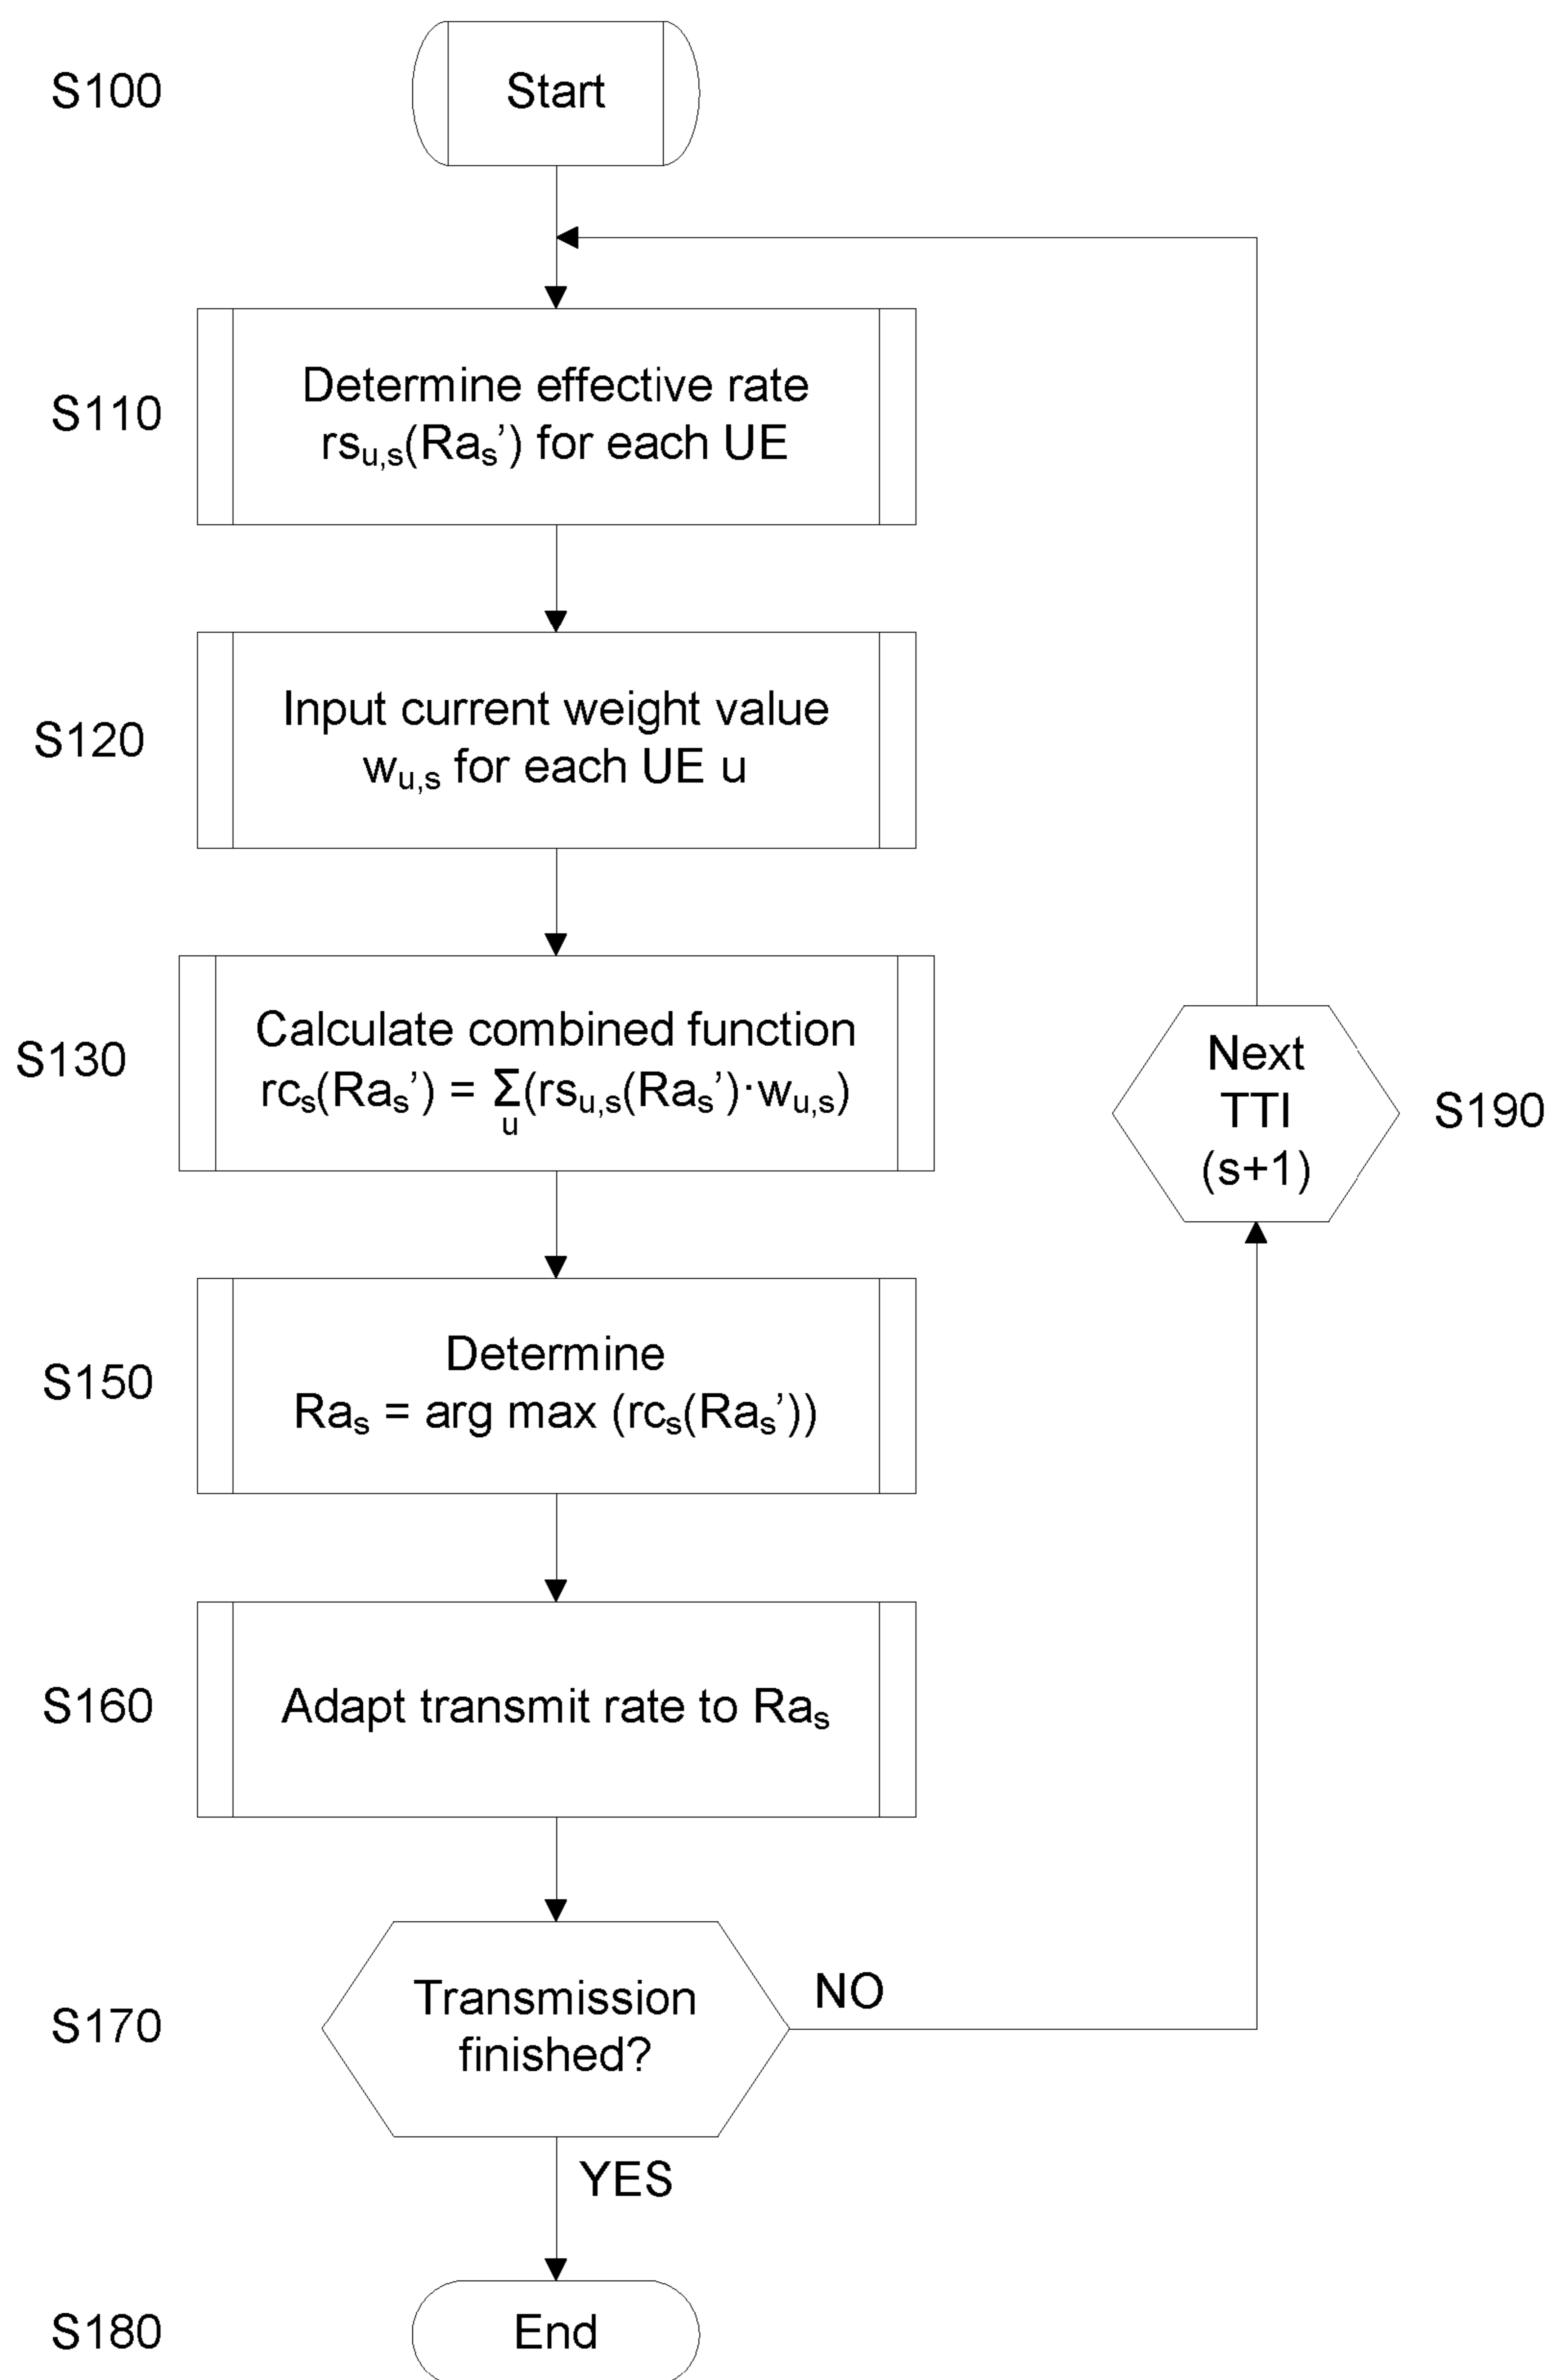 S100
Start
S110
Determine effective rate
rsᵤ,ₛ(Raₛ’) for each UE
S120
Input current weight value
wᵤ,ₛ for each UE u
S130
Calculate combined function
rcₛ(Raₛ’) = Σ(rsᵤ,ₛ(Raₛ’)·wᵤ,ₛ)
u
Next
TTI
(s+1)
S190
S150
Determine
Raₛ = arg max (rcₛ(Raₛ’))
S160
Adapt transmit rate to Raₛ
S170
Transmission
finished?
NO
YES
S180
End